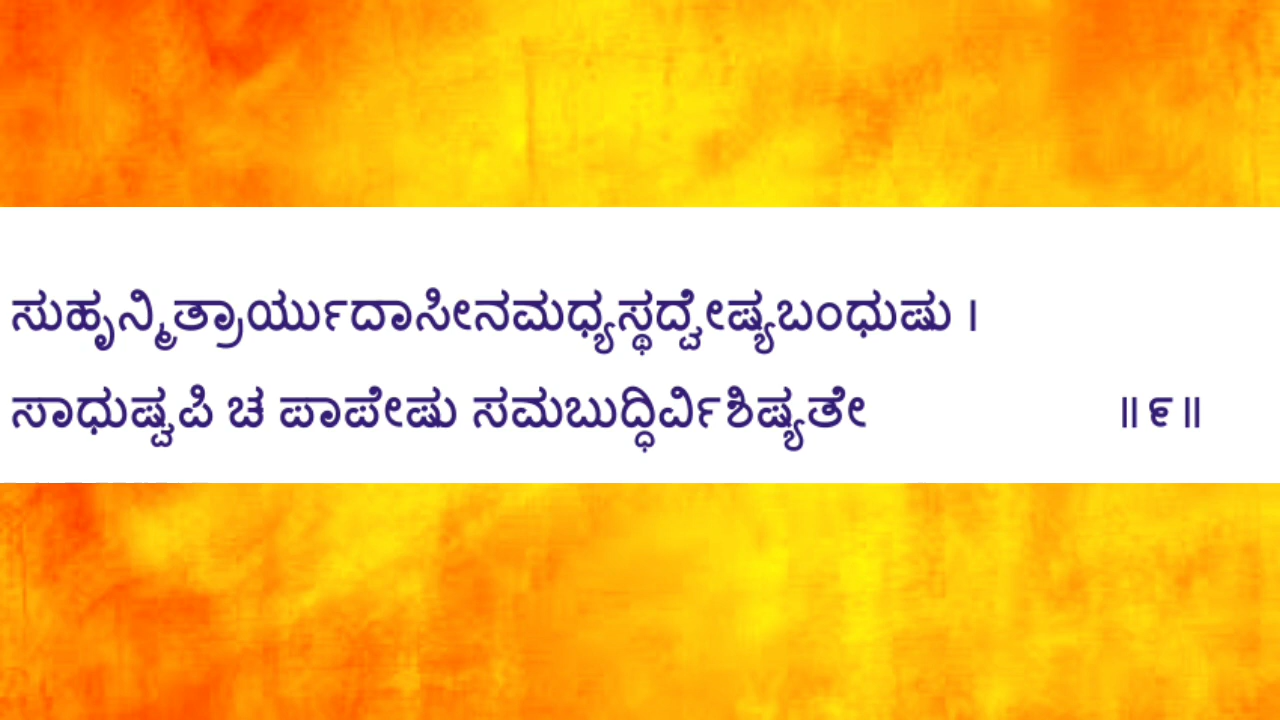 ಸುಹೃನ್ಮಿತ್ರಾರ್ಯುದಾಸೀನಮಧ್ಯಸ್ಥದ್ವೇಷ್ಯಬಂಧುಷು ।
ಸಾಧುಷ್ವಪಿ ಚ ಪಾಪೇಷು ಸಮಬುದ್ಧಿರ್ವಿಶಿಷ್ಯತೇ ॥ ೯ ॥